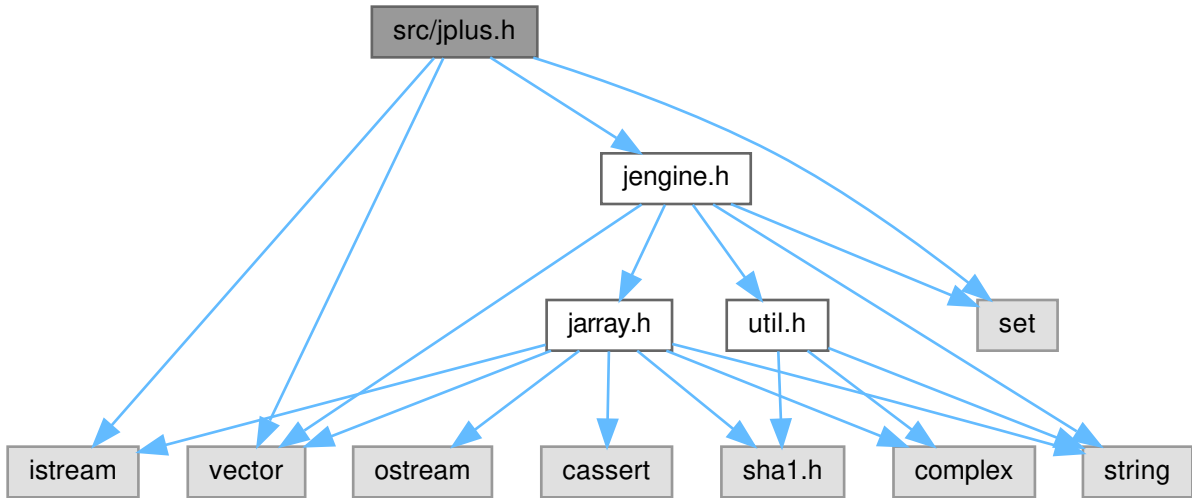 src/jplus.h
jengine.h
jarray.h
util.h
set
istream
vector
ostream
cassert
sha1.h
complex
string